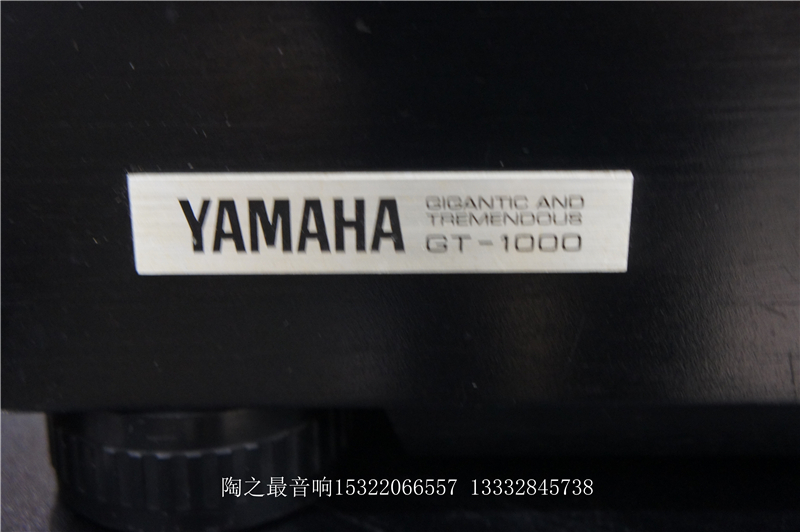 YAMAHA
GIGANTIC AND
TREMENDOUS
GT-1000
陶之最音响15322066557 13332845738